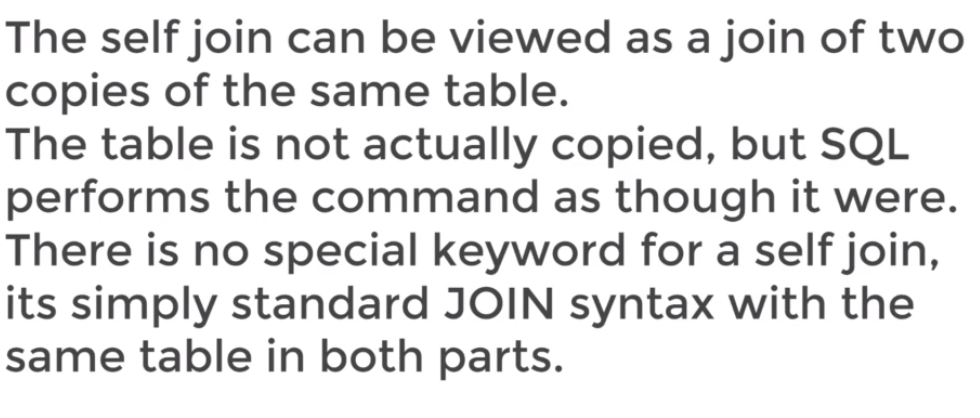 The self join can be viewed as a join of two
copies of the same table.
The table is not actually copied, but SQL
performs the command as though it were.
There is no special keyword for a self join,
its simply standard JOIN syntax with the
same table in both parts.